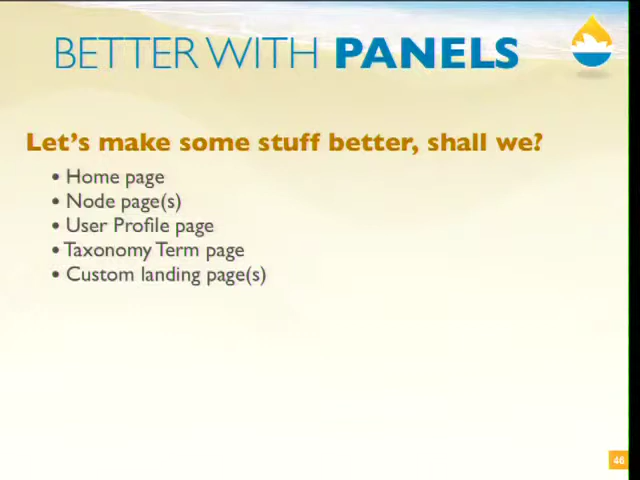 BETTER WITH PANELS
Let's make some stuff better, shall we?
• Home page
• Node page(s)
• User Profile page
• Taxonomy Term page
• Custom landing page(s)
46